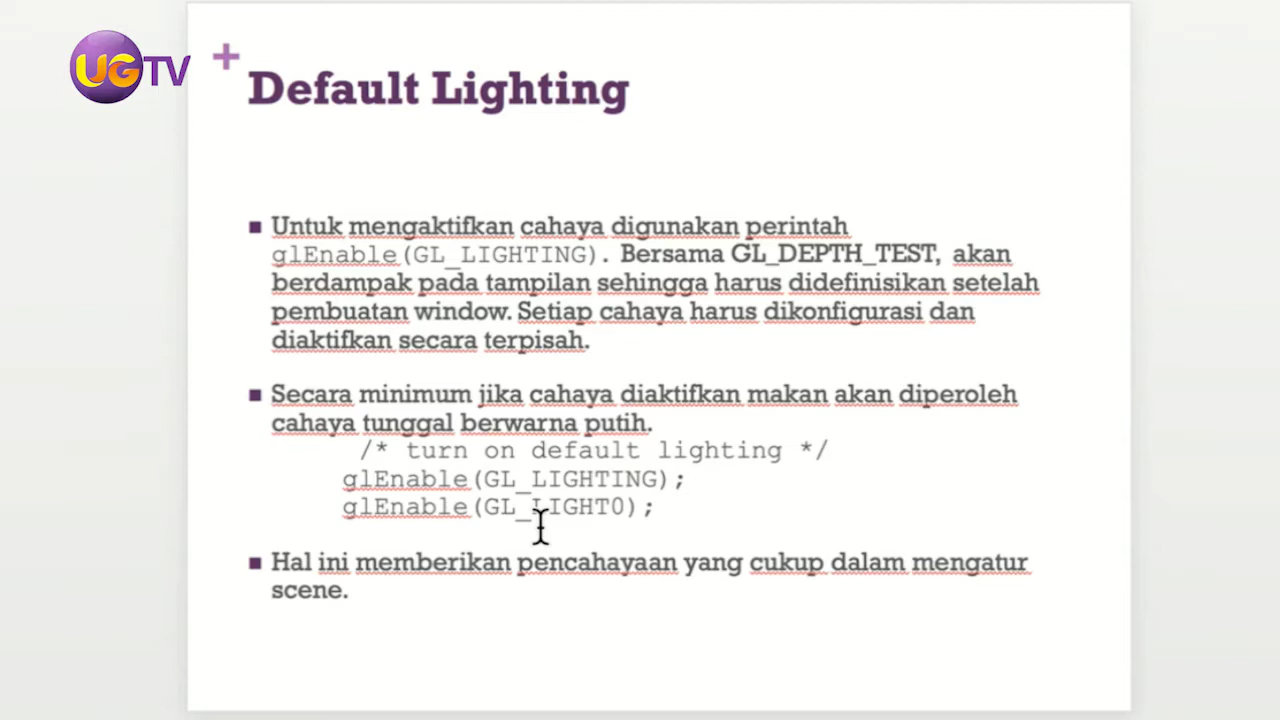 UGTV
+
Default Lighting
▪ Untuk mengaktifkan cahaya digunakan perintah
glEnable(GL_LIGHTING). Bersama GL_DEPTH_TEST, akan
berdampak pada tampilan sehingga harus didefinisikan setelah
pembuatan window. Setiap cahaya harus dikonfigurasi dan
diaktifkan secara terpisah.
▪ Secara minimum jika cahaya diaktifkan makan akan diperoleh
cahaya tunggal berwarna putih.
/* turn on default lighting */
glEnable(GL_LIGHTING);
glEnable(GL_LIGHT0);
▪ Hal ini memberikan pencahayaan yang cukup dalam mengatur
scene.